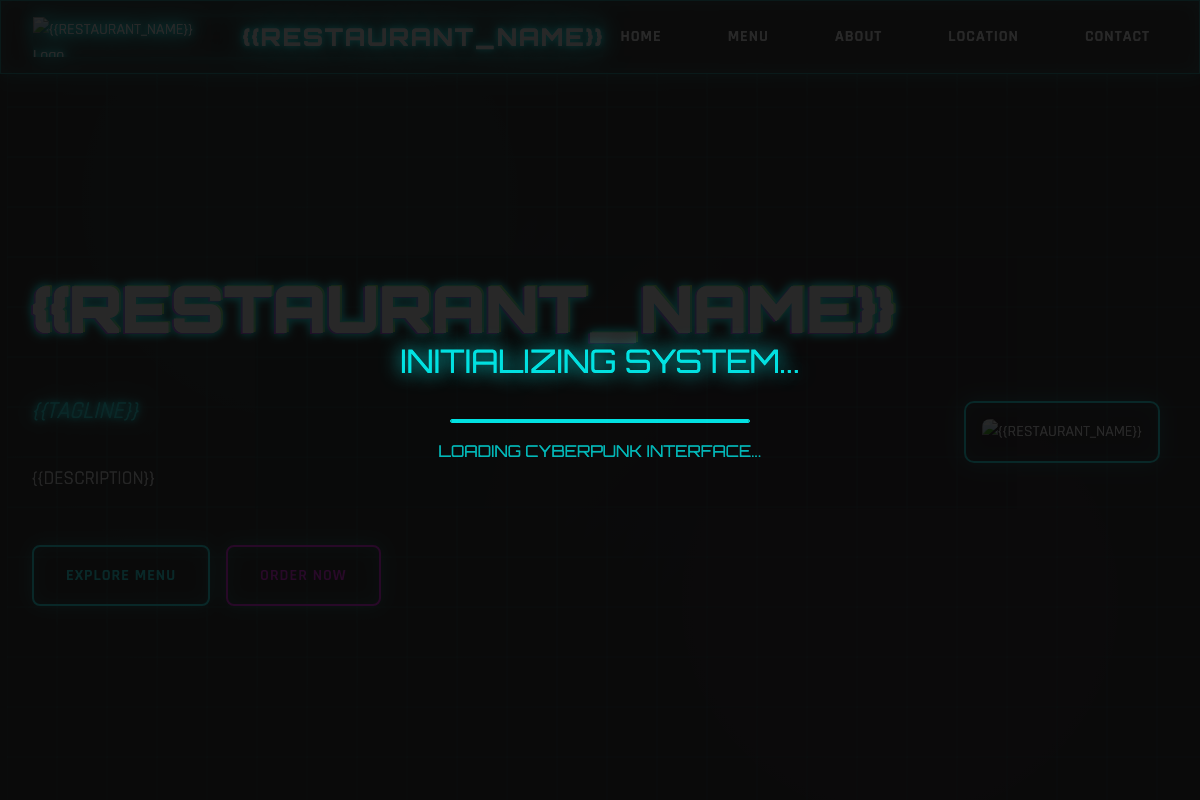 {{RESTAURANT_NAME}}
Logo
{{RESTAURANT_NAME}}
HOME
MENU
ABOUT
LOCATION
CONTACT
{{RESTAURANT_NAME}}
INITIALIZING SYSTEM...
{{TAGLINE}}
{{RESTAURANT_NAME}}
LOADING CYBERPUNK INTERFACE...
{{DESCRIPTION}}
EXPLORE MENU
ORDER NOW